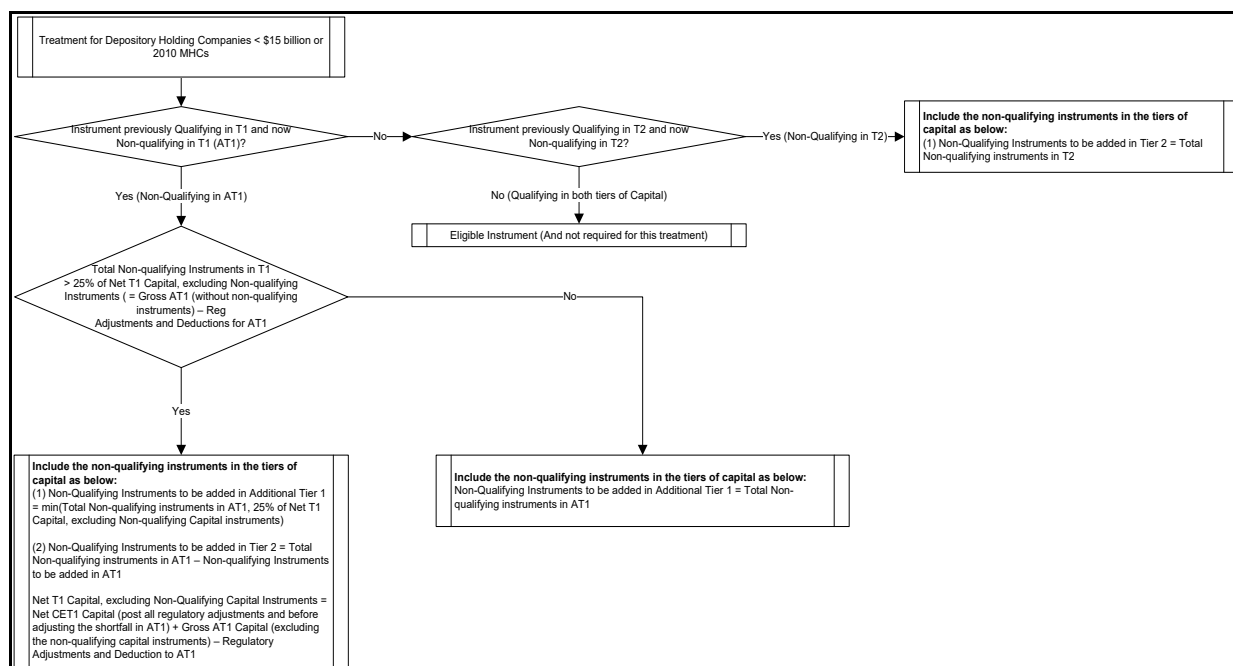 Treatment for Depository Holding Companies < $15 billion or
2010 MHCs
Instrument previously Qualifying in T1 and now
Non-qualifying in T1 (AT1)?
No
Instrument previously Qualifying in T2 and now
Non-qualifying in T2?
Yes (Non-Qualifying in T2)
Include the non-qualifying instruments in the tiers of
capital as below:
(1) Non-Qualifying Instruments to be added in Tier 2 = Total
Non-qualifying instruments in T2
Yes (Non-Qualifying in AT1)
No (Qualifying in both tiers of Capital)
Eligible Instrument (And not required for this treatment)
Total Non-qualifying Instruments in T1
> 25% of Net T1 Capital, excluding Non-qualifying
Instruments ( = Gross AT1 (without non-qualifying
instruments) – Reg
Adjustments and Deductions for AT1
No
Yes
Include the non-qualifying instruments in the tiers of
capital as below:
(1) Non-Qualifying Instruments to be added in Additional Tier 1
= min(Total Non-qualifying instruments in AT1, 25% of Net T1
Capital, excluding Non-qualifying Capital instruments)
(2) Non-Qualifying Instruments to be added in Tier 2 = Total
Non-qualifying instruments in AT1 – Non-qualifying Instruments
to be added in AT1
Net T1 Capital, excluding Non-Qualifying Capital Instruments =
Net CET1 Capital (post all regulatory adjustments and before
adjusting the shortfall in AT1) + Gross AT1 Capital (excluding
the non-qualifying capital instruments) – Regulatory
Adjustments and Deduction to AT1
Include the non-qualifying instruments in the tiers of capital as below:
Non-Qualifying Instruments to be added in Additional Tier 1 = Total Non-
qualifying instruments in AT1